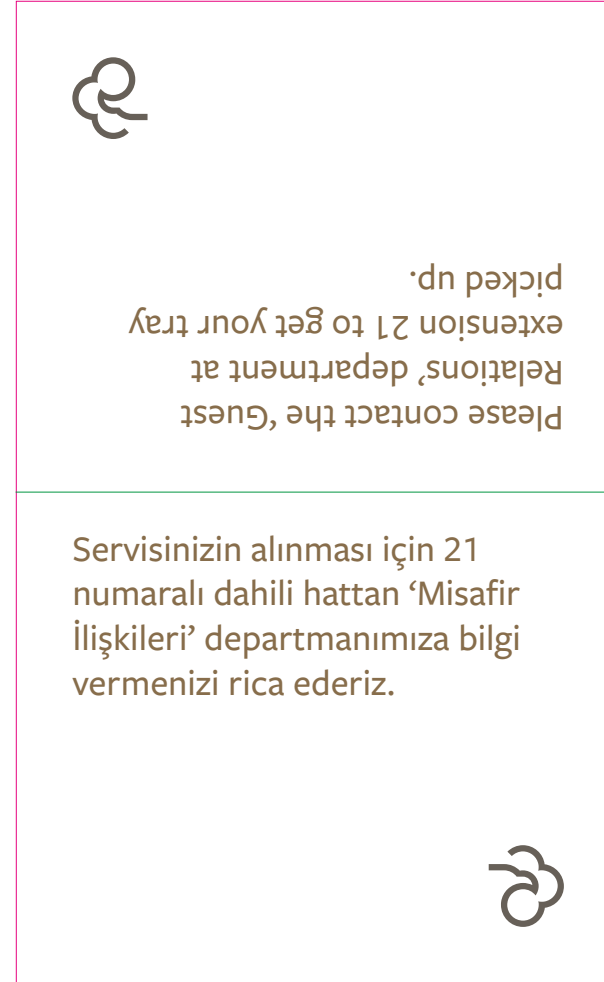 Please contact the ‘Guest
Relations’ department at
extension 21 to get your tray
picked up.
Servisinizin alınması için 21
numaralı dahili hattan ‘Misafir
İlişkileri’ departmanımıza bilgi
vermenizi rica ederiz.